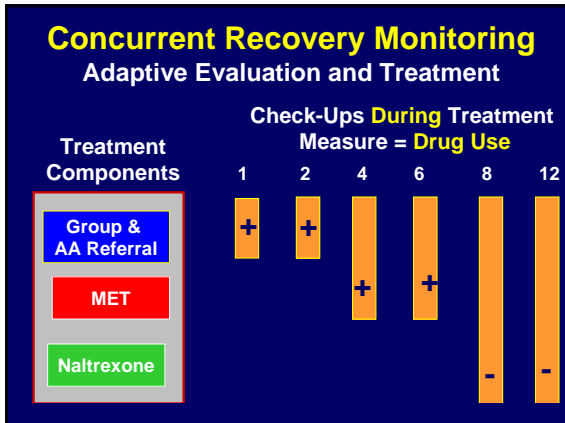 Concurrent Recovery Monitoring
Adaptive Evaluation and Treatment
Check-Ups During Treatment
Measure = Drug Use
Treatment
Components
1 2 4 6 8 12
Group &
AA Referral
+ +
MET
+ +
Naltrexone
- -